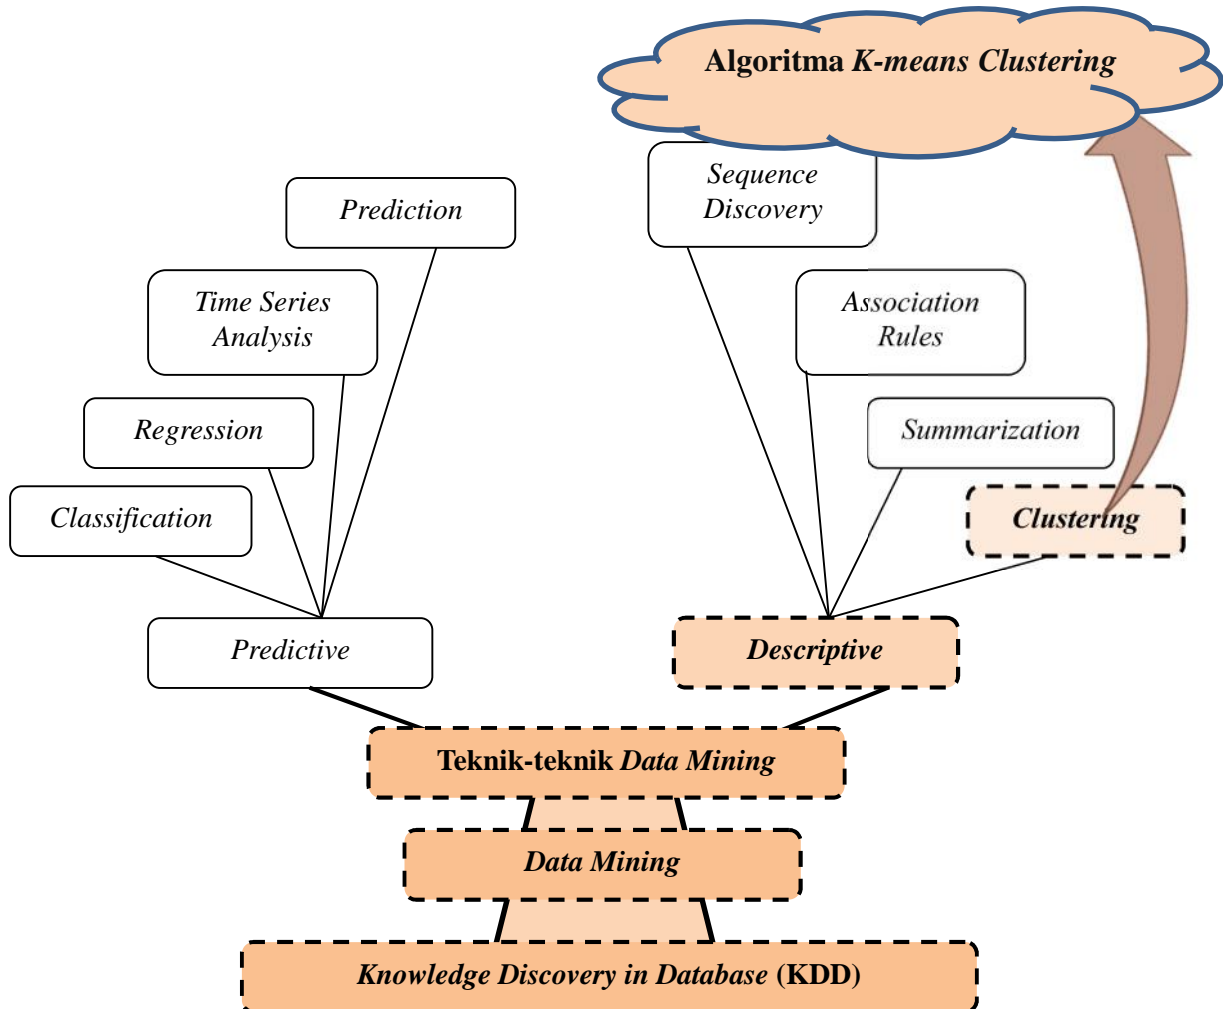 Algoritma K-means Clustering
Sequence
Discovery
Prediction
Time Series
Analysis
Association
Rules
Regression
Summarization
Classification
Clustering
Predictive
Descriptive
Teknik-teknik Data Mining
Data Mining
Knowledge Discovery in Database (KDD)